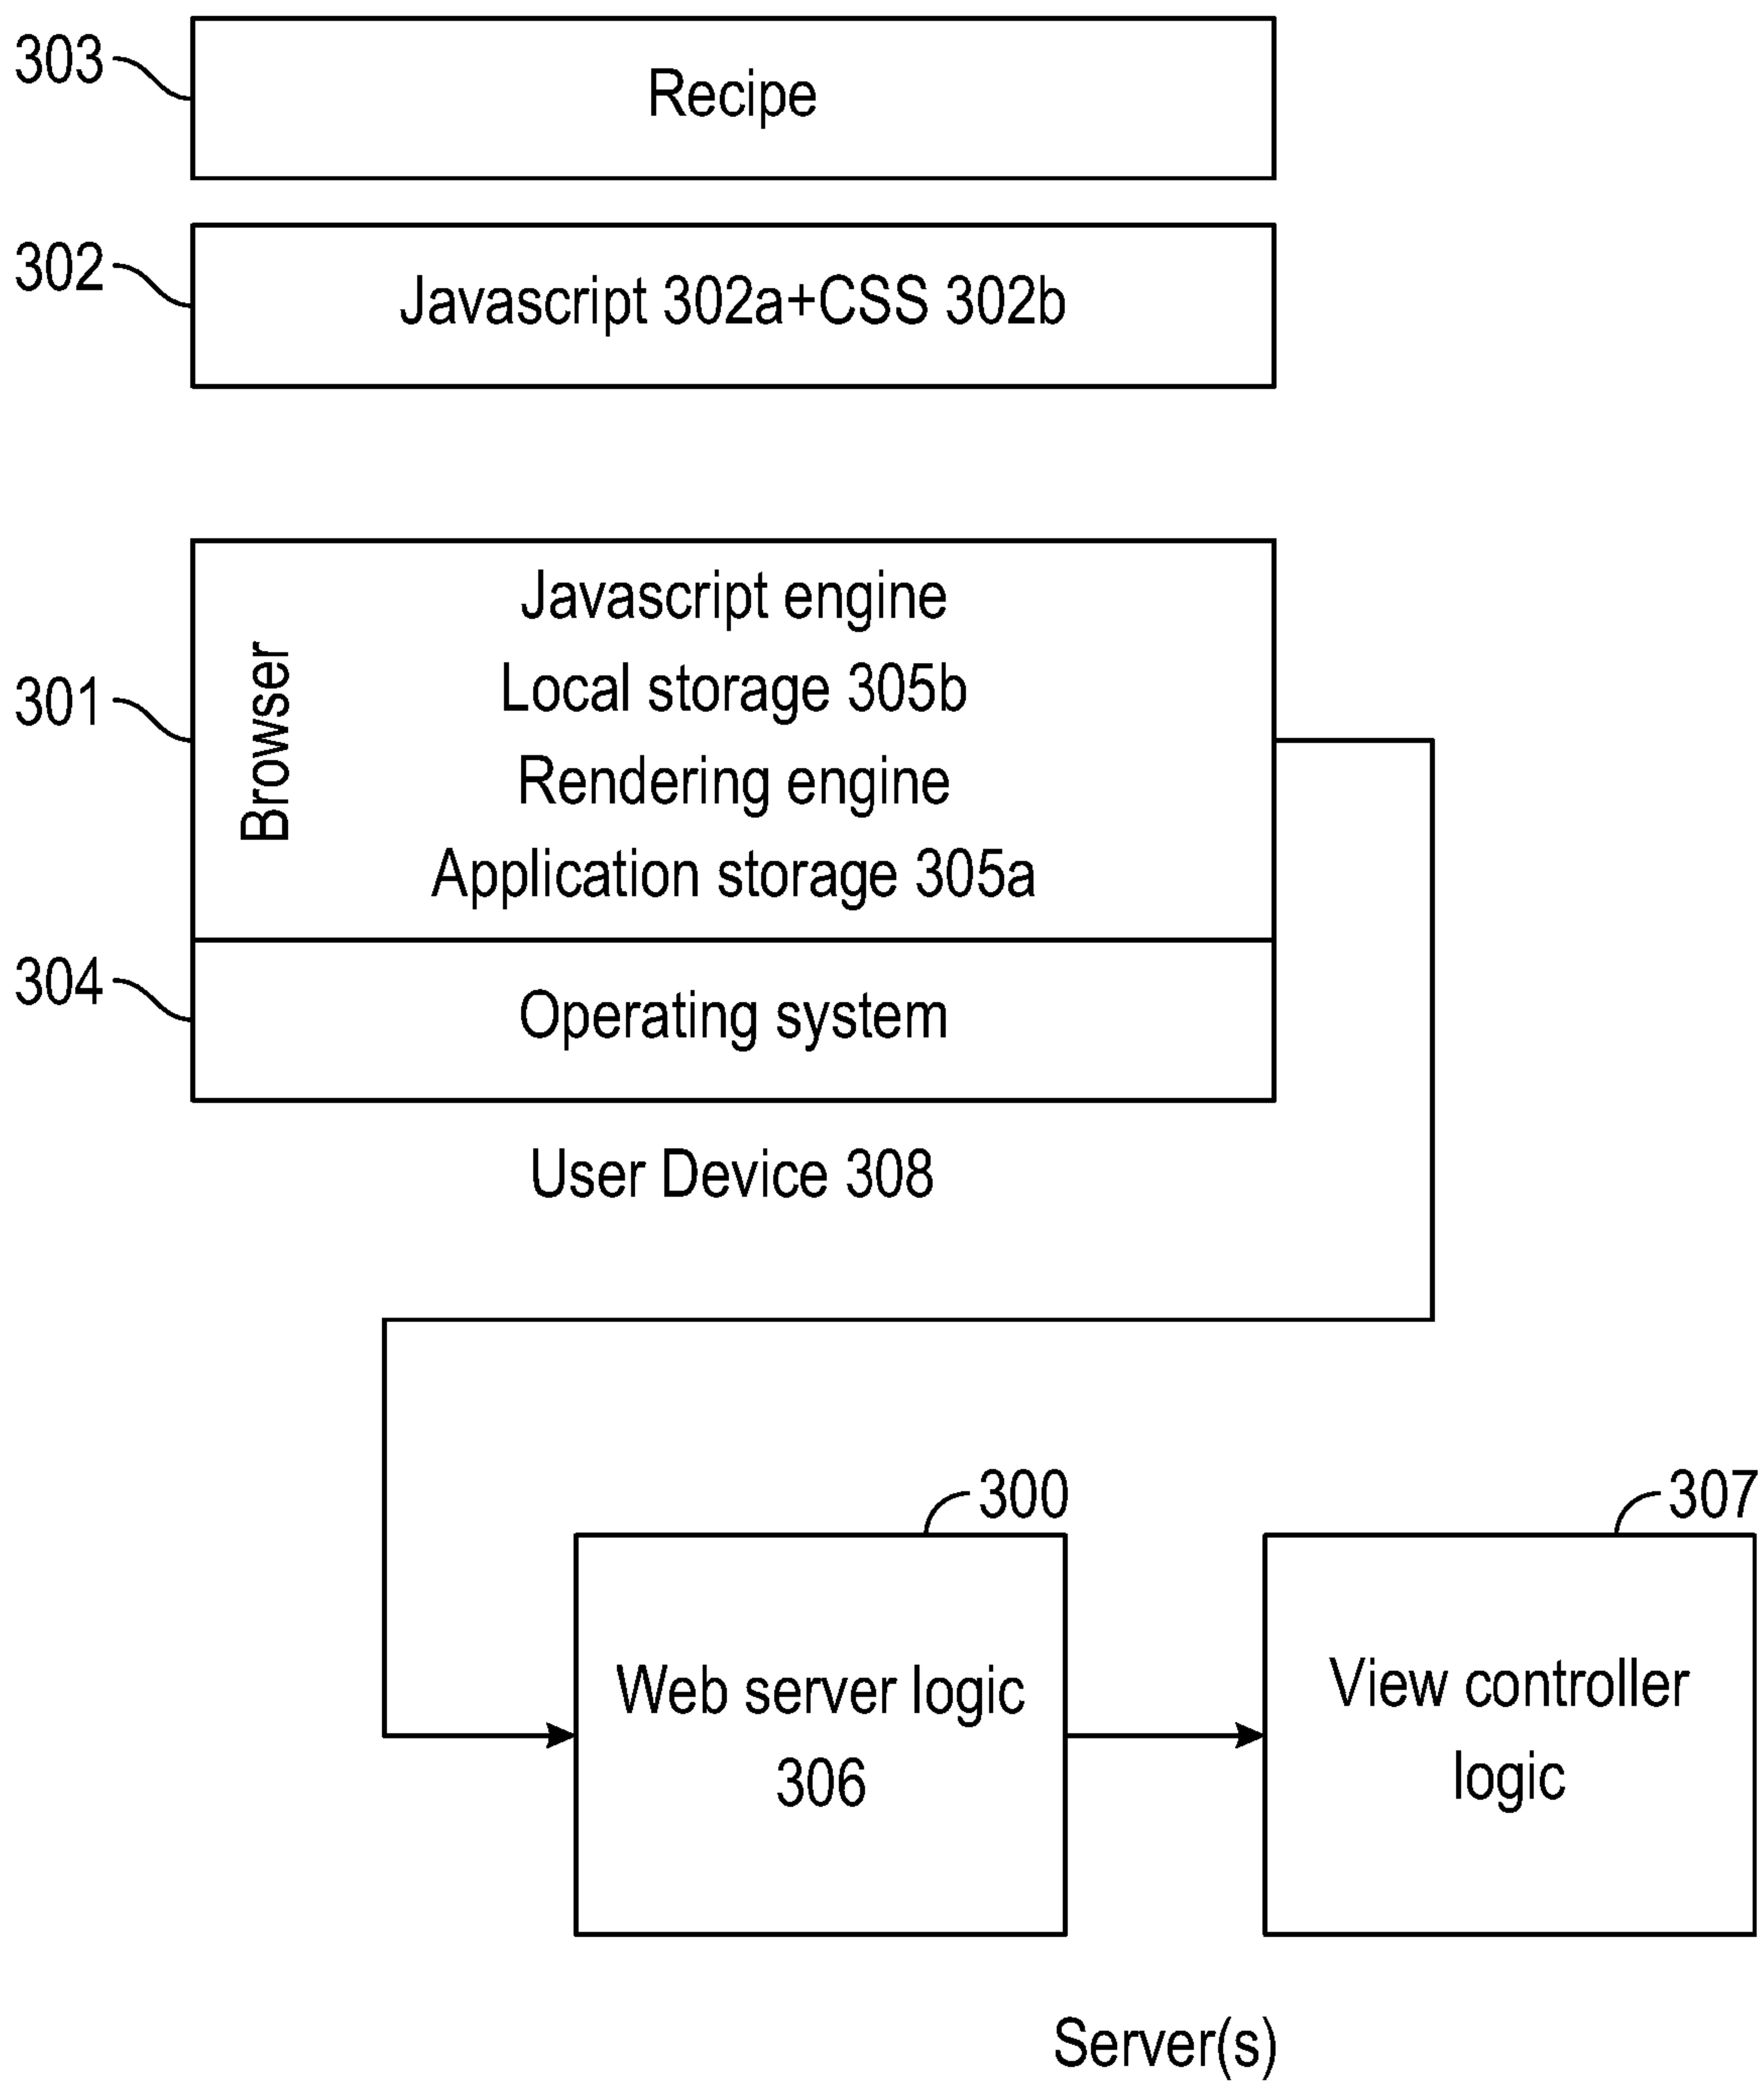 303
Recipe
302
Javascript 302a+CSS 302b
301
Browser
Javascript engine
Local storage 305b
Rendering engine
Application storage 305a
304
Operating system
User Device 308
300
307
Web server logic
306
View controller
logic
Server(s)